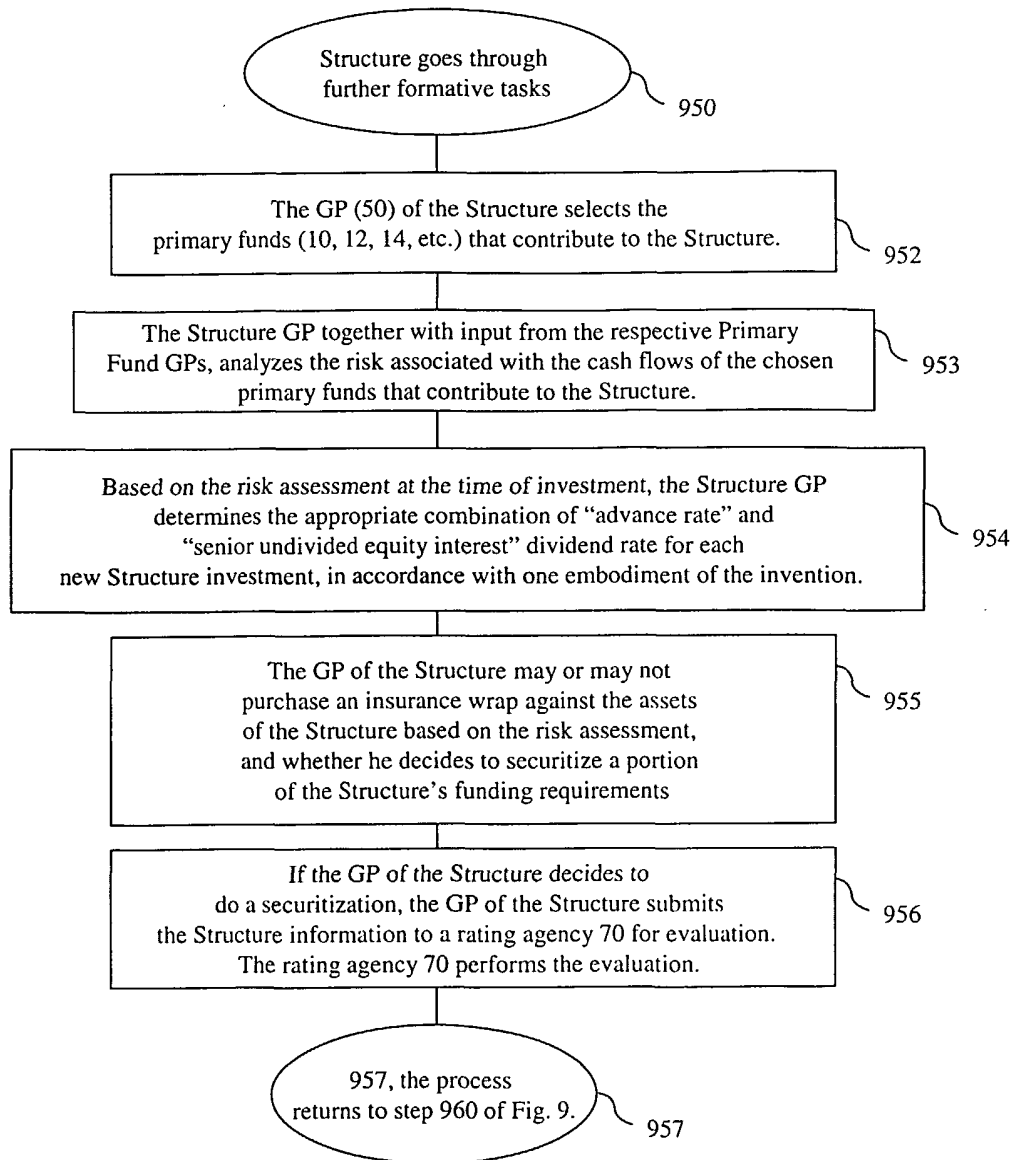 Structure goes through
further formative tasks
950
The GP (50) of the Structure selects the
primary funds (10, 12, 14, etc.) that contribute to the Structure.
952
The Structure GP together with input from the respective Primary
Fund GPs, analyzes the risk associated with the cash flows of the chosen
primary funds that contribute to the Structure.
953
Based on the risk assessment at the time of investment, the Structure GP
determines the appropriate combination of “advance rate” and
“senior undivided equity interest” dividend rate for each
new Structure investment, in accordance with one embodiment of the invention.
954
The GP of the Structure may or may not
purchase an insurance wrap against the assets
of the Structure based on the risk assessment,
and whether he decides to securitize a portion
of the Structure’s funding requirements
955
If the GP of the Structure decides to
do a securitization, the GP of the Structure submits
the Structure information to a rating agency 70 for evaluation.
The rating agency 70 performs the evaluation.
956
957, the process
returns to step 960 of Fig. 9.
957